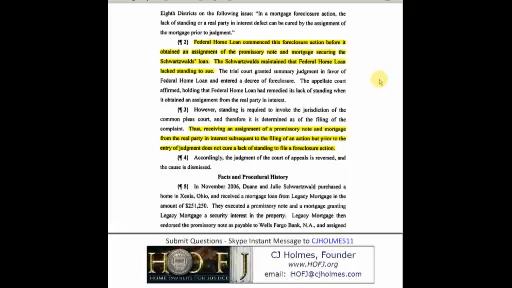 Eighth Districts on the following issue: "In a mortgage foreclosure action, the
lack of standing or a real party in interest defect can be cured by the assignment of
the mortgage prior to judgment."
{¶ 2} Federal Home Loan commenced this foreclosure action before it
obtained an assignment of the promissory note and mortgage securing the
Schwartzwalds' loan. The Schwartzwalds maintained that Federal Home Loan
lacked standing to sue. The trial court granted summary judgment in favor of
Federal Home Loan and entered a decree of foreclosure. The appellate court
affirmed, holding that Federal Home Loan had remedied its lack of standing when
it obtained an assignment from the real party in interest.
{¶ 3} However, standing is required to invoke the jurisdiction of the
common pleas court, and therefore it is determined as of the filing of the
complaint. Thus, receiving an assignment of a promissory note and mortgage
from the real party in interest subsequent to the filing of an action but prior to the
entry of judgment does not cure a lack of standing to file a foreclosure action.
{¶ 4} Accordingly, the judgment of the court of appeals is reversed, and
the cause is dismissed.
Facts and Procedural History
{¶ 5} In November 2006, Duane and Julie Schwartzwald purchased a
home in Xenia, Ohio, and received a mortgage loan from Legacy Mortgage in the
amount of $251,250. They executed a promissory note and a mortgage granting
Legacy Mortgage a security interest in the property. Legacy Mortgage then
endorsed the promissory note as payable to Wells Fargo Bank, N.A., and assigned
Submit Questions - Skype Instant Message to CJHOLMES11
HOFJ
HOME OWNERS FOR JUSTICE
CJ Holmes, Founder
www.HOFJ.org
email: HOFJ@cjholmes.com